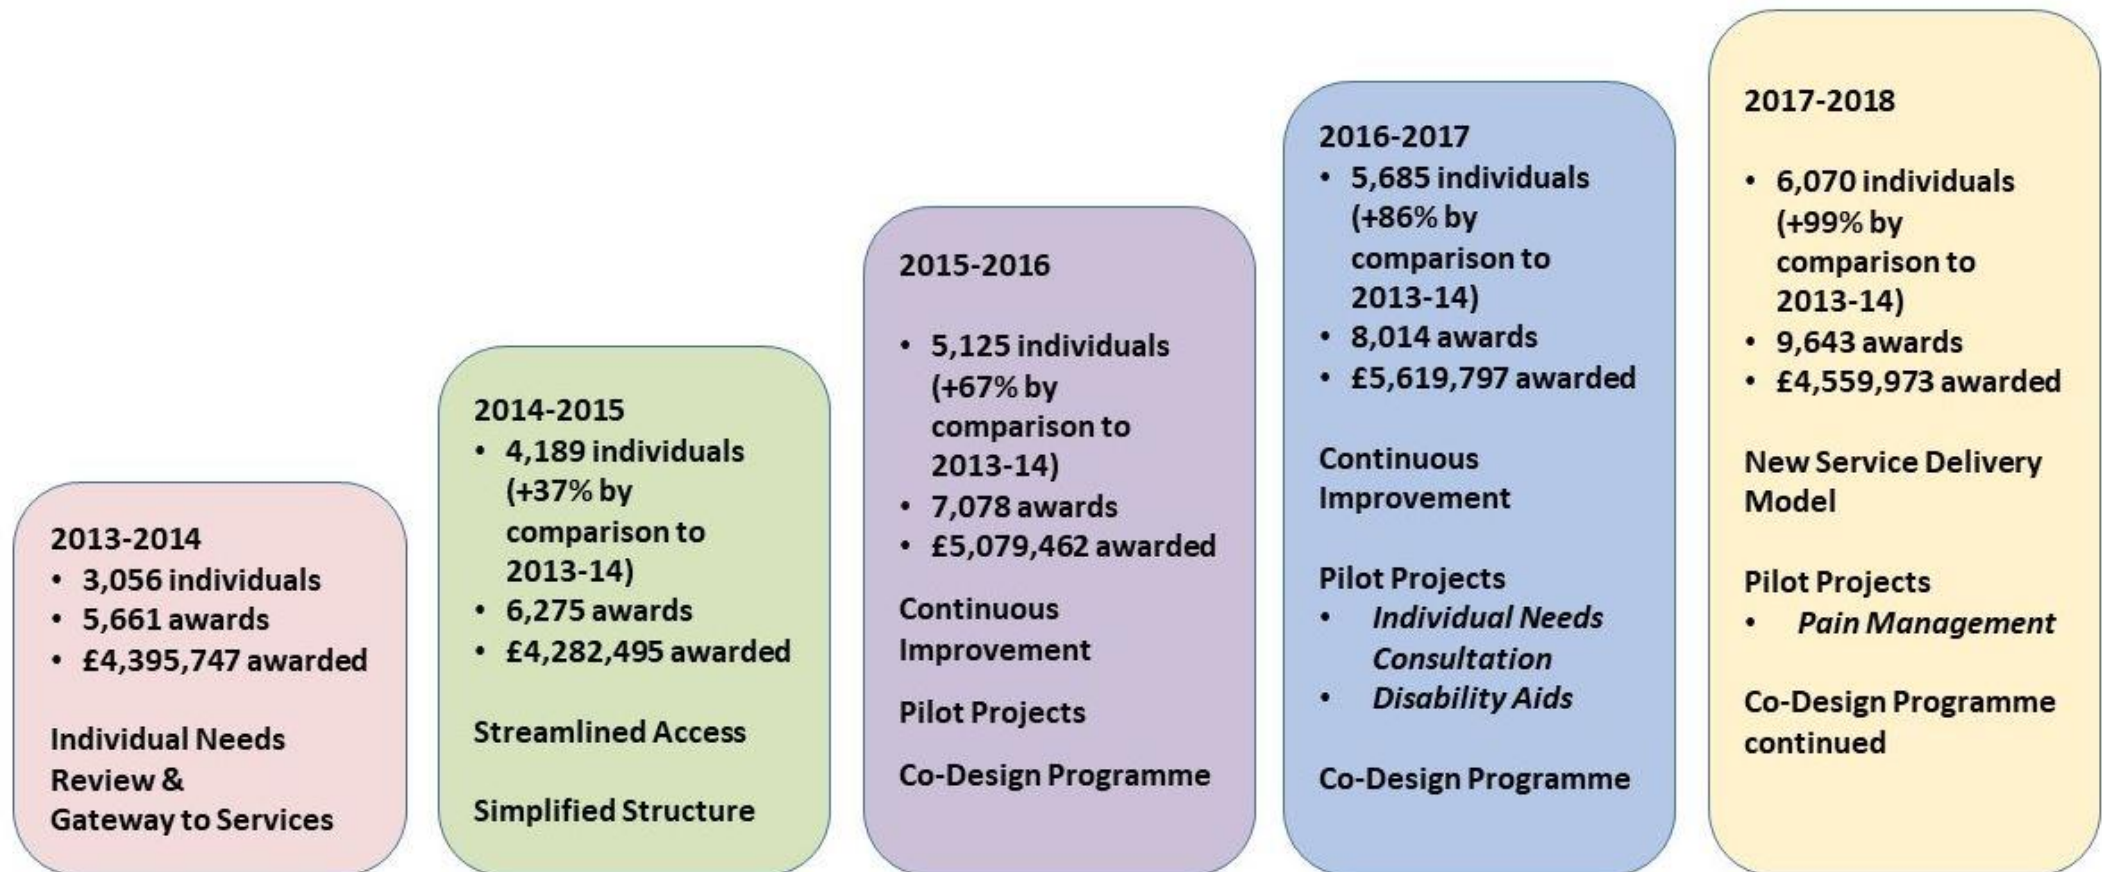 2013-2014
• 3,056 individuals
• 5,661 awards
• £4,395,747 awarded
Individual Needs
Review &
Gateway to Services
2014-2015
• 4,189 individuals
(+37% by
comparison to
2013-14)
• 6,275 awards
• £4,282,495 awarded
Streamlined Access
Simplified Structure
2015-2016
• 5,125 individuals
(+67% by
comparison to
2013-14)
• 7,078 awards
• £5,079,462 awarded
Continuous
Improvement
Pilot Projects
Co-Design Programme
2016-2017
• 5,685 individuals
(+86% by
comparison to
2013-14)
• 8,014 awards
• £5,619,797 awarded
Continuous
Improvement
Pilot Projects
• Individual Needs
Consultation
• Disability Aids
Co-Design Programme
2017-2018
• 6,070 individuals
(+99% by
comparison to
2013-14)
• 9,643 awards
• £4,559,973 awarded
New Service Delivery
Model
Pilot Projects
• Pain Management
Co-Design Programme
continued